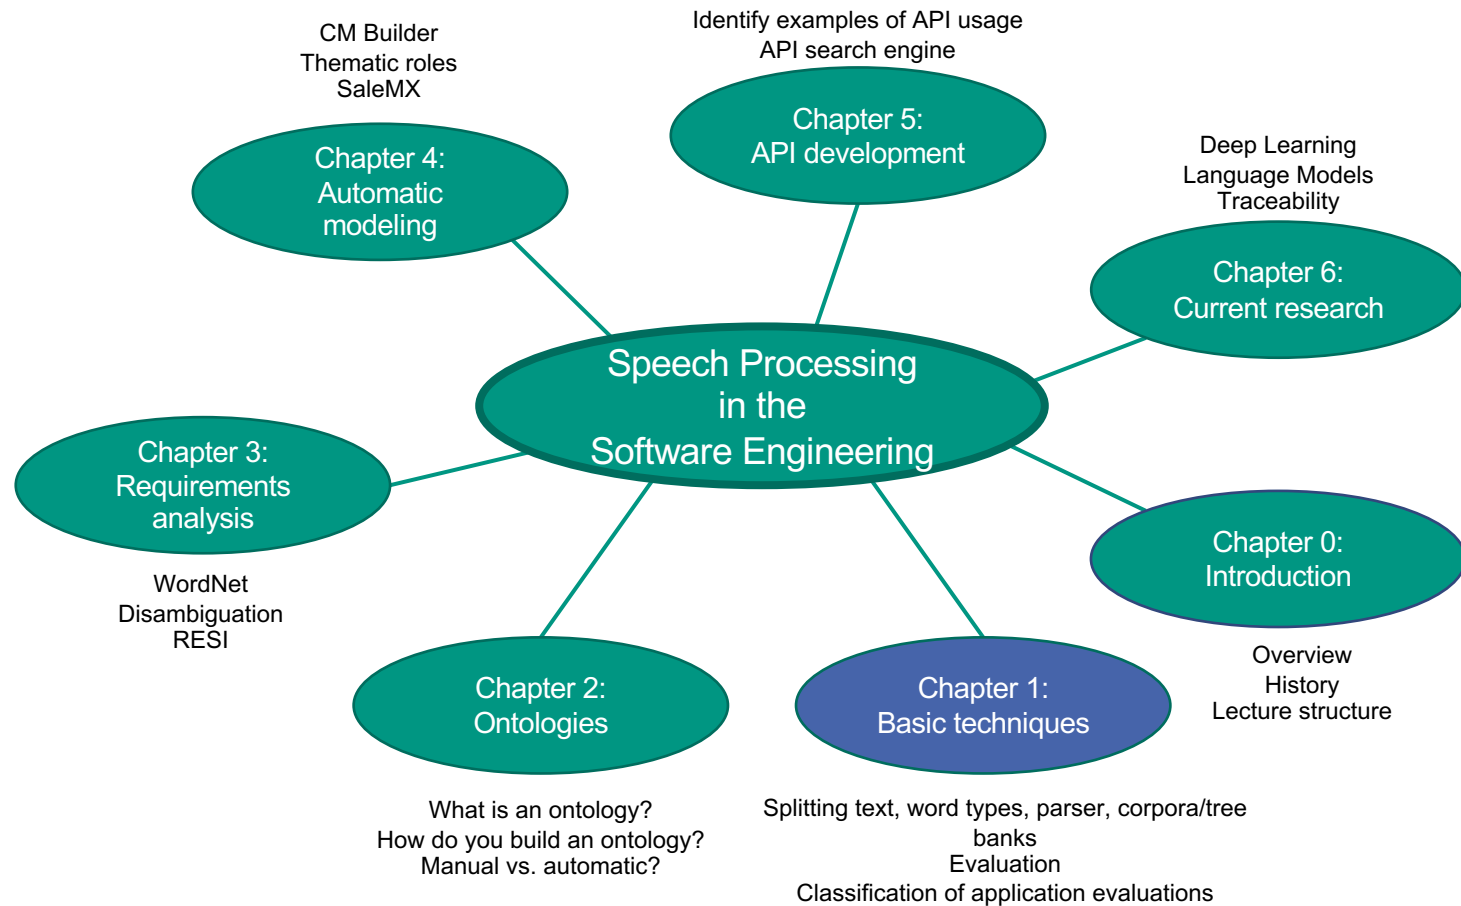 CM Builder
Thematic roles
SaleMX
Chapter 4:
Automatic
modeling
Identify examples of API usage
API search engine
Chapter 5:
API development
Deep Learning
Language Models
Traceability
Chapter 6:
Current research
Speech Processing
in the
Software Engineering
Chapter 3:
Requirements
analysis
WordNet
Disambiguation
RESI
Chapter 0:
Introduction
Overview
History
Lecture structure
Chapter 2:
Ontologies
What is an ontology?
How do you build an ontology?
Manual vs. automatic?
Chapter 1:
Basic techniques
Splitting text, word types, parser, corpora/tree
banks
Evaluation
Classification of application evaluations